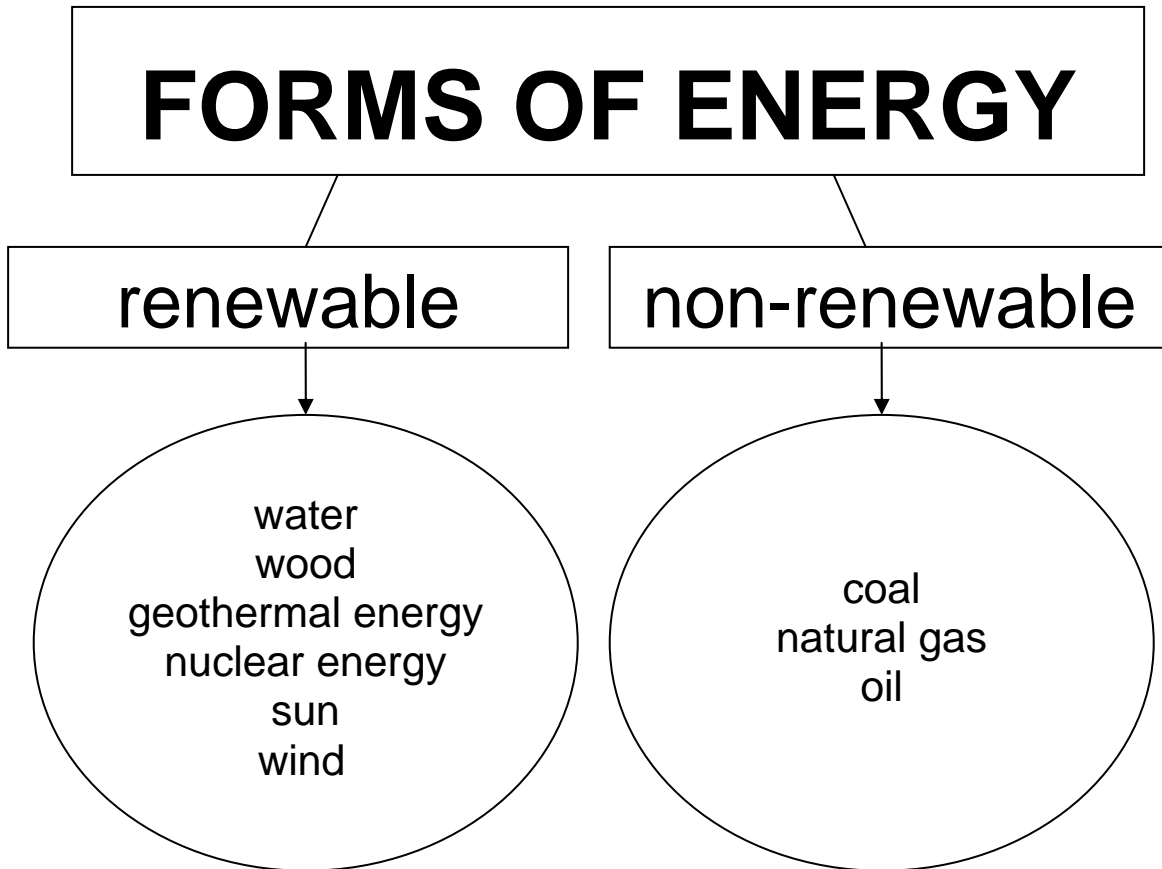 FORMS OF ENERGY
renewable
non-renewable
water
wood
geothermal energy
nuclear energy
sun
wind
coal
natural gas
oil